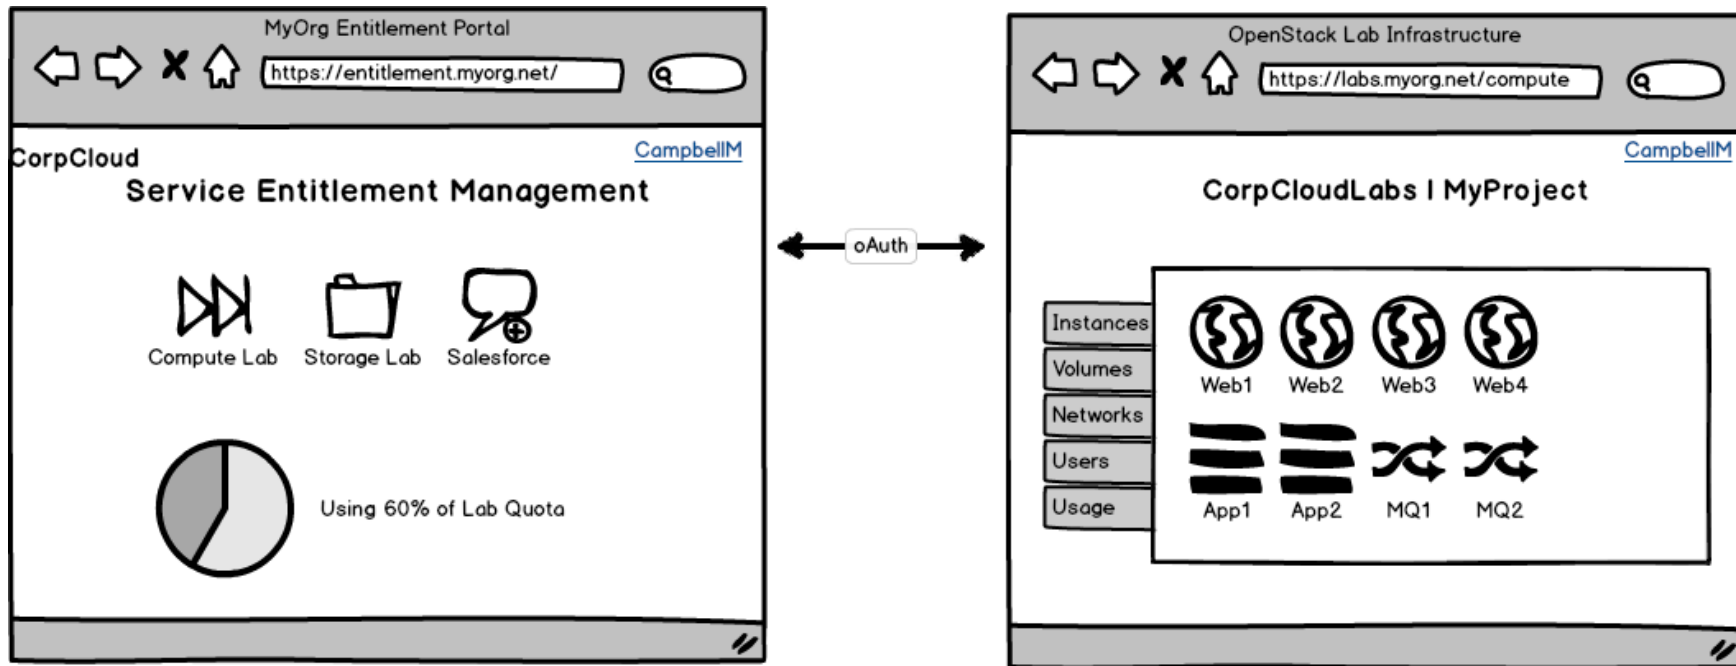 MyOrg Entitlement Portal
https://entitlement.myorg.net/
CampbellM
CorpCloud
Service Entitlement Management
Compute Lab
Storage Lab
Salesforce
Using 60% of Lab Quota
oAuth
OpenStack Lab Infrastructure
https://labs.myorg.net/compute
CampbellM
CorpCloudLabs | MyProject
Instances
Volumes
Networks
Users
Usage
Web1
Web2
Web3
Web4
App1
App2
MQ1
MQ2